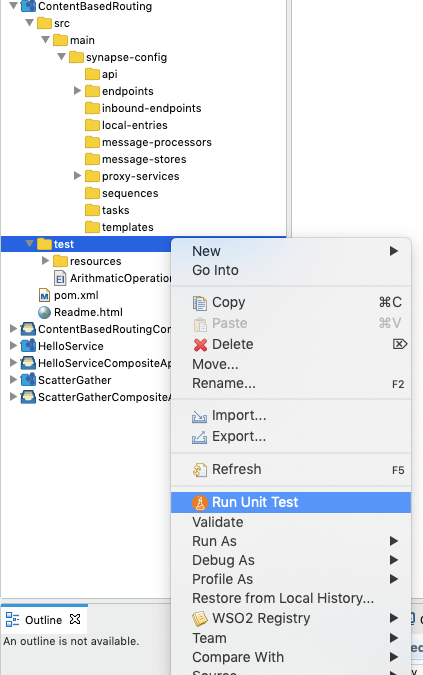 ContentBasedRouting
src
main
synapse-config
api
endpoints
inbound-endpoints
local-entries
message-processors
message-stores
proxy-services
sequences
tasks
templates
test
resources
ArithmaticOperation
pom.xml
Readme.html
ContentBasedRoutingCom
HelloService
HelloServiceCompositeAp
ScatterGather
ScatterGatherCompositeA
New
Go Into
Copy ⌘C
Paste ⌘V
Delete ⌦
Move...
Rename... F2
Import...
Export...
Refresh F5
Run Unit Test
Validate
Run As
Debug As
Profile As
Restore from Local History...
WSO2 Registry
Team
Compare With
Source
Outline
An outline is not available.